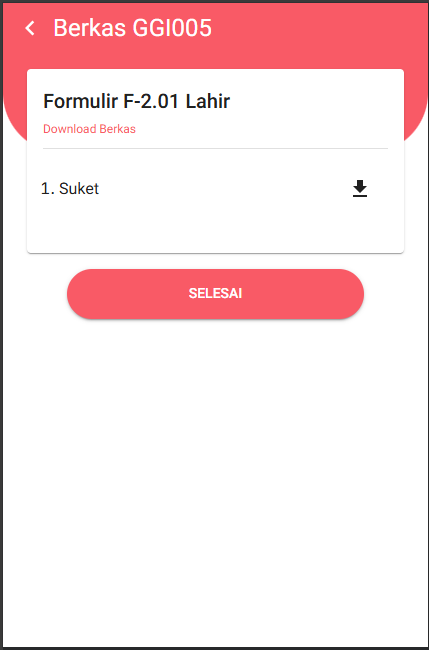 Berkas GGI005
Formulir F-2.01 Lahir
Download Berkas
1. Suket
SELESAI